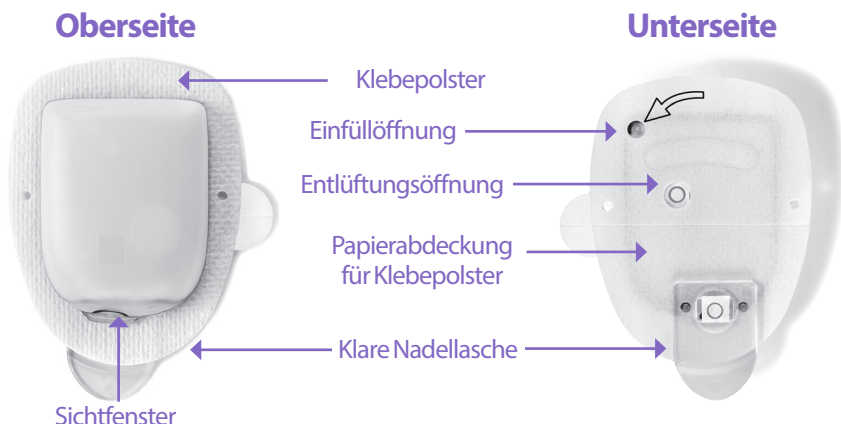 Oberseite
Unterseite
Klebepolster
Einfüllöffnung
Entlüftungsöffnung
Papierabdeckung
für Klebepolster
Klare Nadellasche
Sichtfenster